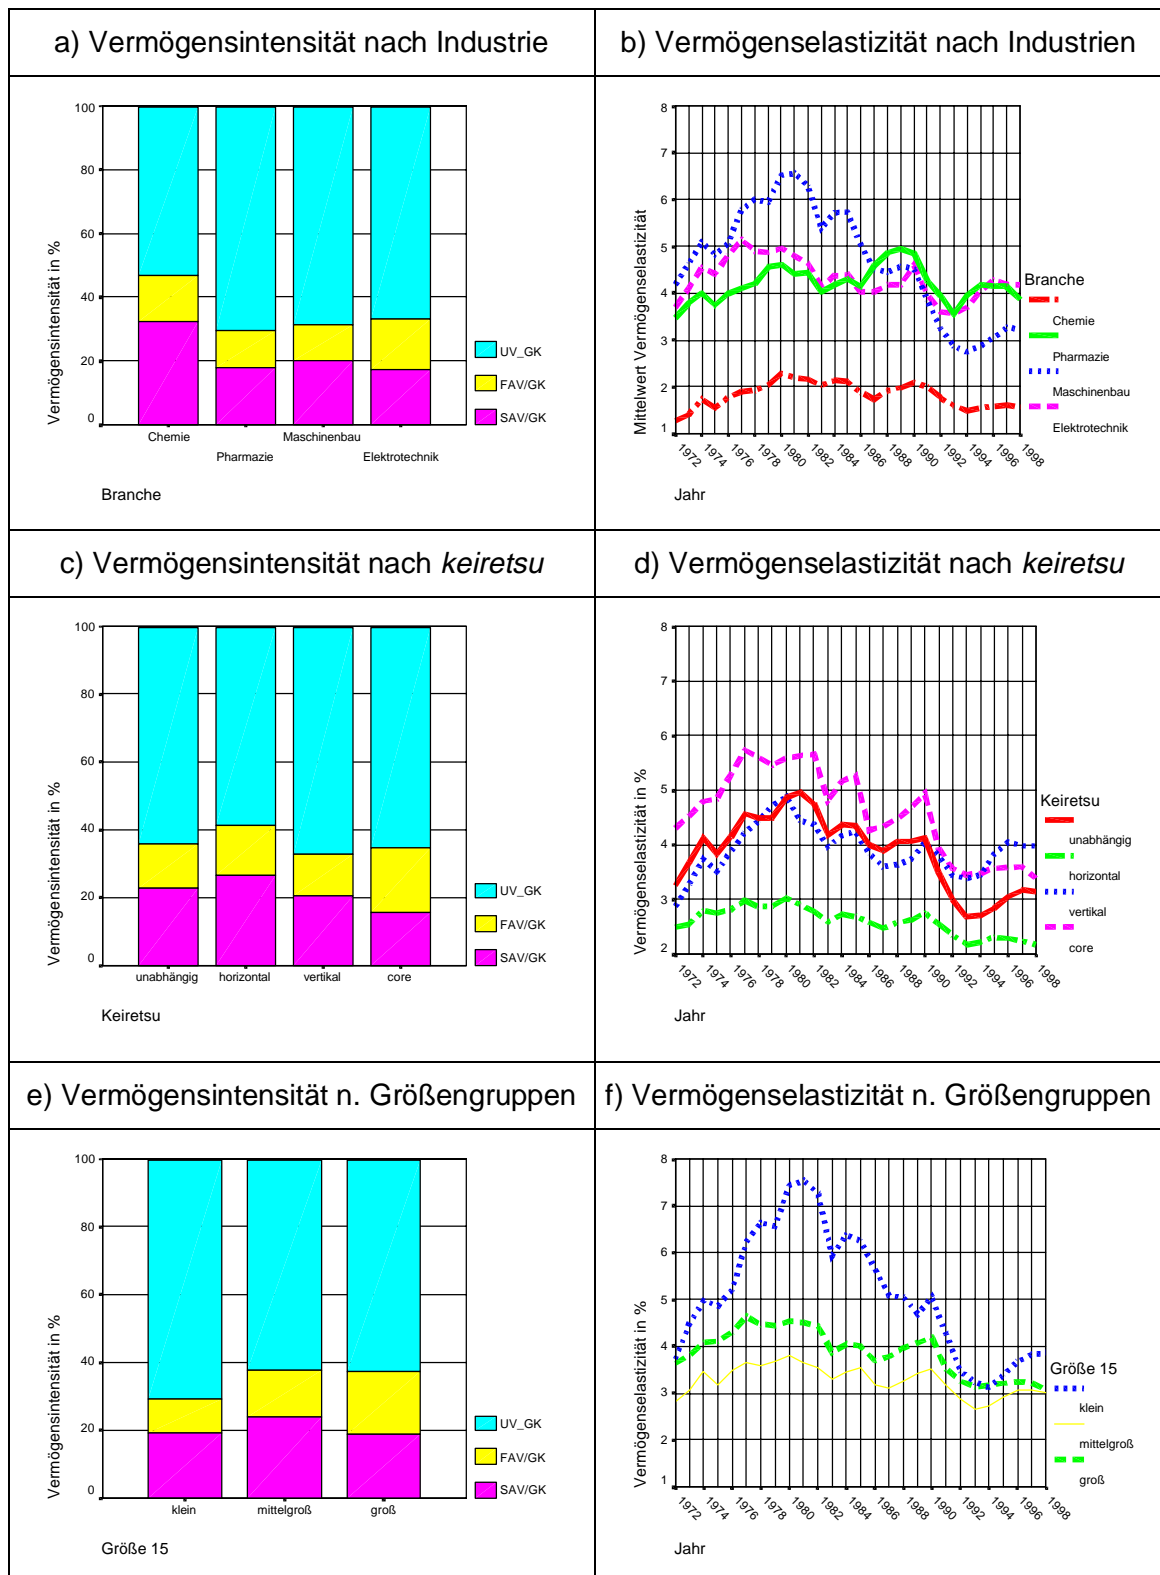 a) Vermögensintensität nach Industrie
b) Vermögenselastizität nach Industrien
Vermögensintensität in %
100
80
60
40
20
0
Chemie
Pharmazie
Maschinenbau
Elektrotechnik
Branche
UV_GK
FAV/GK
SAV/GK
Mittelwert Vermögenselastizität
8
7
6
5
4
3
2
1
1972
1974
1976
1978
1980
1982
1984
1986
1988
1990
1992
1994
1996
1998
Jahr
Branche
Chemie
Pharmazie
Maschinenbau
Elektrotechnik
c) Vermögensintensität nach keiretsu
d) Vermögenselastizität nach keiretsu
Vermögensintensität in %
100
80
60
40
20
0
unabhängig
horizontal
vertikal
core
Keiretsu
UV_GK
FAV/GK
SAV/GK
Vermögenselastizität in %
8
7
6
5
4
3
2
1972
1974
1976
1978
1980
1982
1984
1986
1988
1990
1992
1994
1996
1998
Jahr
Keiretsu
unabhängig
horizontal
vertikal
core
e) Vermögensintensität n. Größengruppen
f) Vermögenselastizität n. Größengruppen
Vermögensintensität in %
100
80
60
40
20
0
klein
mittelgroß
groß
Größe 15
UV_GK
FAV/GK
SAV/GK
Vermögenselastizität in %
8
7
6
5
4
3
2
1
1972
1974
1976
1978
1980
1982
1984
1986
1988
1990
1992
1994
1996
1998
Jahr
Größe 15
klein
mittelgroß
groß